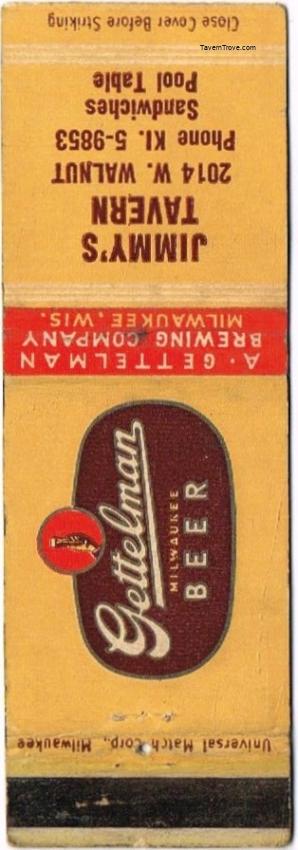 Close Cover Before Striking
TavernTrove.com
JIMMY'S
TAVERN
2014 W. WALNUT
Phone KI. 5-9853
Sandwiches
Pool Table
A·GETTELMAN
BREWING COMPANY
MILWAUKEE, WIS.
Gettelman
MILWAUKEE
BEER
Universal Match Corp., Milwaukee